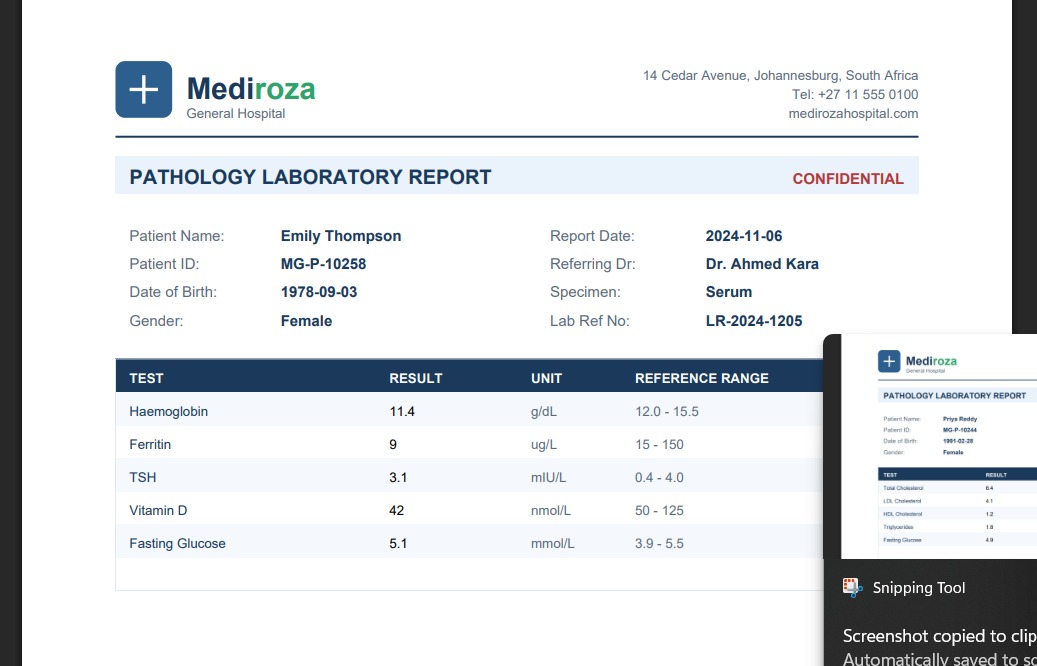 Mediroza
General Hospital
14 Cedar Avenue, Johannesburg, South Africa
Tel: +27 11 555 0100
medirozahospital.com
PATHOLOGY LABORATORY REPORT CONFIDENTIAL
Patient Name: Emily Thompson Report Date: 2024-11-06
Patient ID: MG-P-10258 Referring Dr: Dr. Ahmed Kara
Date of Birth: 1978-09-03 Specimen: Serum
Gender: Female Lab Ref No: LR-2024-1205
TEST RESULT UNIT REFERENCE RANGE
Haemoglobin 11.4 g/dL 12.0 - 15.5
Ferritin 9 ug/L 15 - 150
TSH 3.1 mIU/L 0.4 - 4.0
Vitamin D 42 nmol/L 50 - 125
Fasting Glucose 5.1 mmol/L 3.9 - 5.5
Mediroza
General Hospital
PATHOLOGY LABORATORY REPORT
Patient Name: Priya Reddy
Patient ID: MG-P-10244
Date of Birth: 1991-02-28
Gender: Female
TEST RESULT
Total Cholesterol 6.4
LDL Cholesterol 4.1
HDL Cholesterol 1.2
Triglycerides 1.8
Fasting Glucose 4.9
Snipping Tool
Screenshot copied to clip
Automatically saved to sc